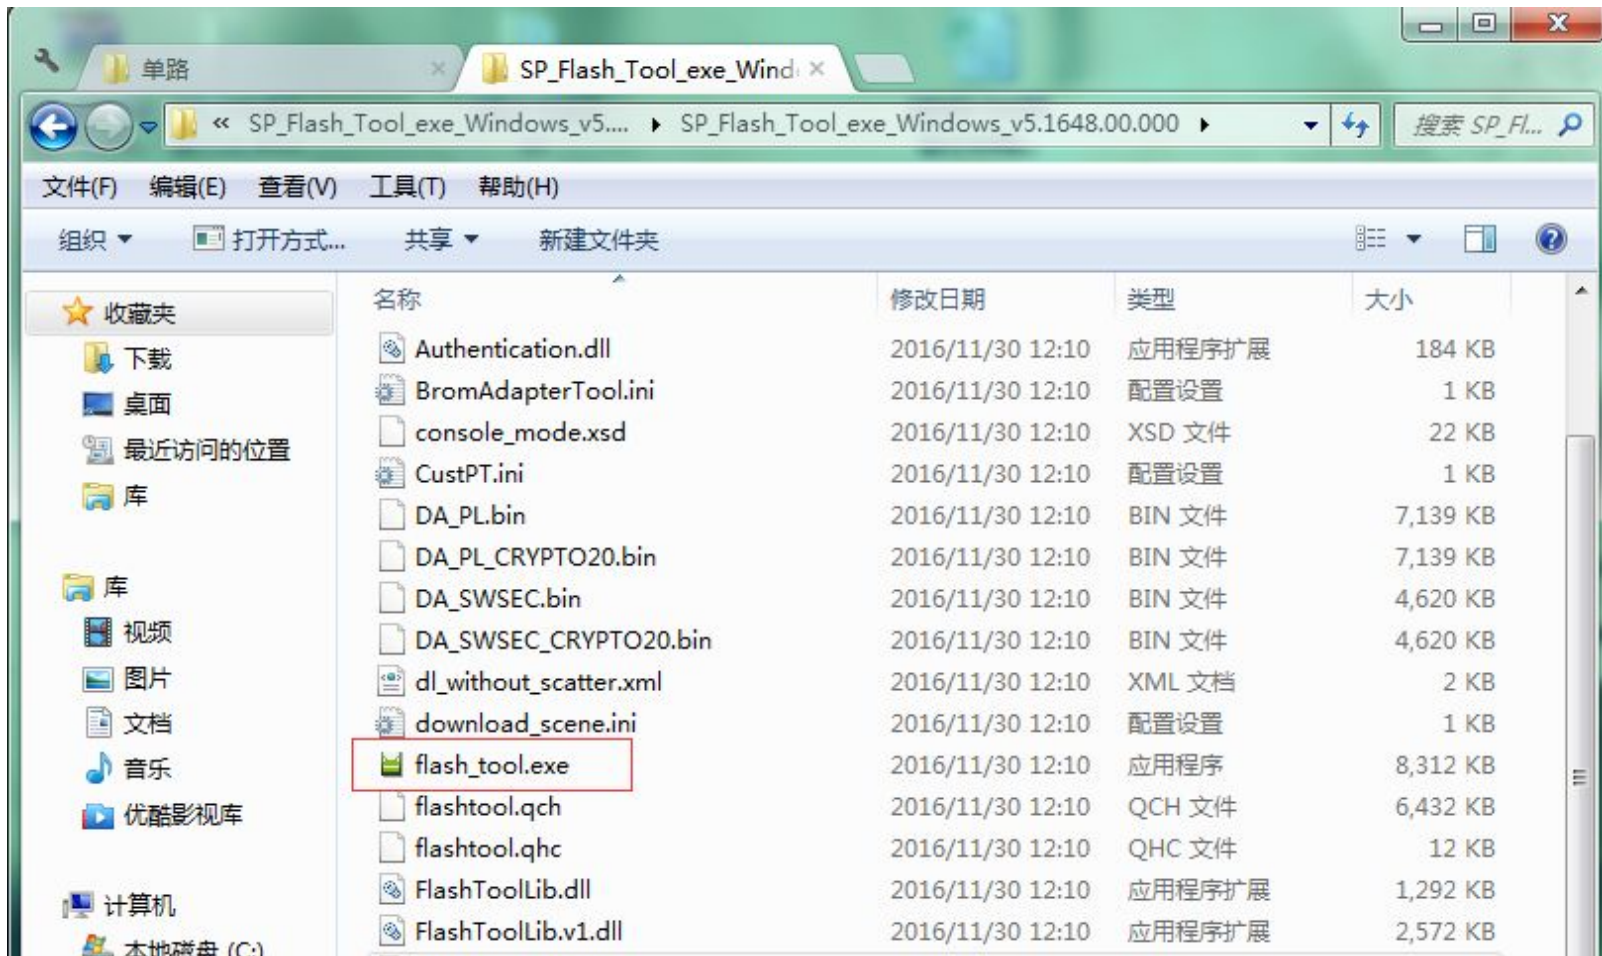 单路
SP_Flash_Tool_exe_Wind
« SP_Flash_Tool_exe_Windows_v5.... SP_Flash_Tool_exe_Windows_v5.1648.00.000
搜索 SP_Fl...
文件(F) 编辑(E) 查看(V) 工具(T) 帮助(H)
组织 打开方式... 共享 新建文件夹
收藏夹
下载
桌面
最近访问的位置
库
库
视频
图片
文档
音乐
优酷影视库
计算机
本地磁盘 (C:)
名称 修改日期 类型 大小
Authentication.dll 2016/11/30 12:10 应用程序扩展 184 KB
BromAdapterTool.ini 2016/11/30 12:10 配置设置 1 KB
console_mode.xsd 2016/11/30 12:10 XSD 文件 22 KB
CustPT.ini 2016/11/30 12:10 配置设置 1 KB
DA_PL.bin 2016/11/30 12:10 BIN 文件 7,139 KB
DA_PL_CRYPTO20.bin 2016/11/30 12:10 BIN 文件 7,139 KB
DA_SWSEC.bin 2016/11/30 12:10 BIN 文件 4,620 KB
DA_SWSEC_CRYPTO20.bin 2016/11/30 12:10 BIN 文件 4,620 KB
dl_without_scatter.xml 2016/11/30 12:10 XML 文档 2 KB
download_scene.ini 2016/11/30 12:10 配置设置 1 KB
flash_tool.exe 2016/11/30 12:10 应用程序 8,312 KB
flashtool.qch 2016/11/30 12:10 QCH 文件 6,432 KB
flashtool.qhc 2016/11/30 12:10 QHC 文件 12 KB
FlashToolLib.dll 2016/11/30 12:10 应用程序扩展 1,292 KB
FlashToolLib.v1.dll 2016/11/30 12:10 应用程序扩展 2,572 KB